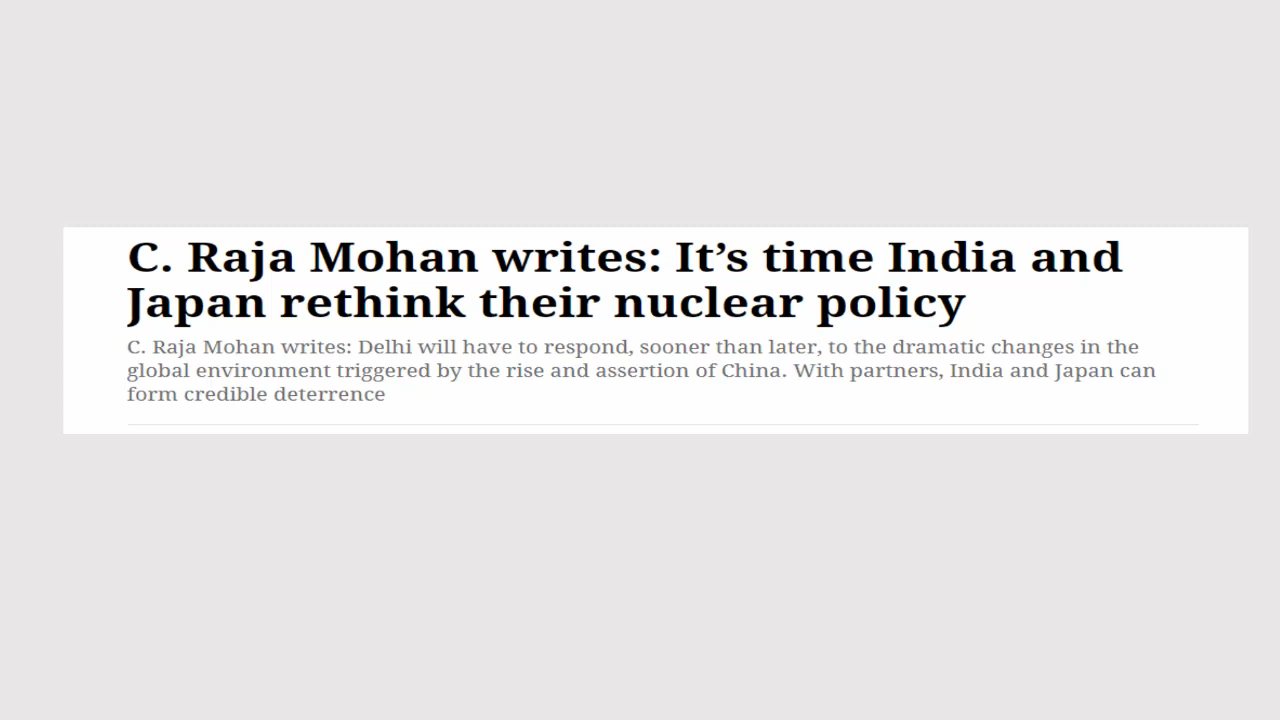 C. Raja Mohan writes: It’s time India and
Japan rethink their nuclear policy
C. Raja Mohan writes: Delhi will have to respond, sooner than later, to the dramatic changes in the
global environment triggered by the rise and assertion of China. With partners, India and Japan can
form credible deterrence